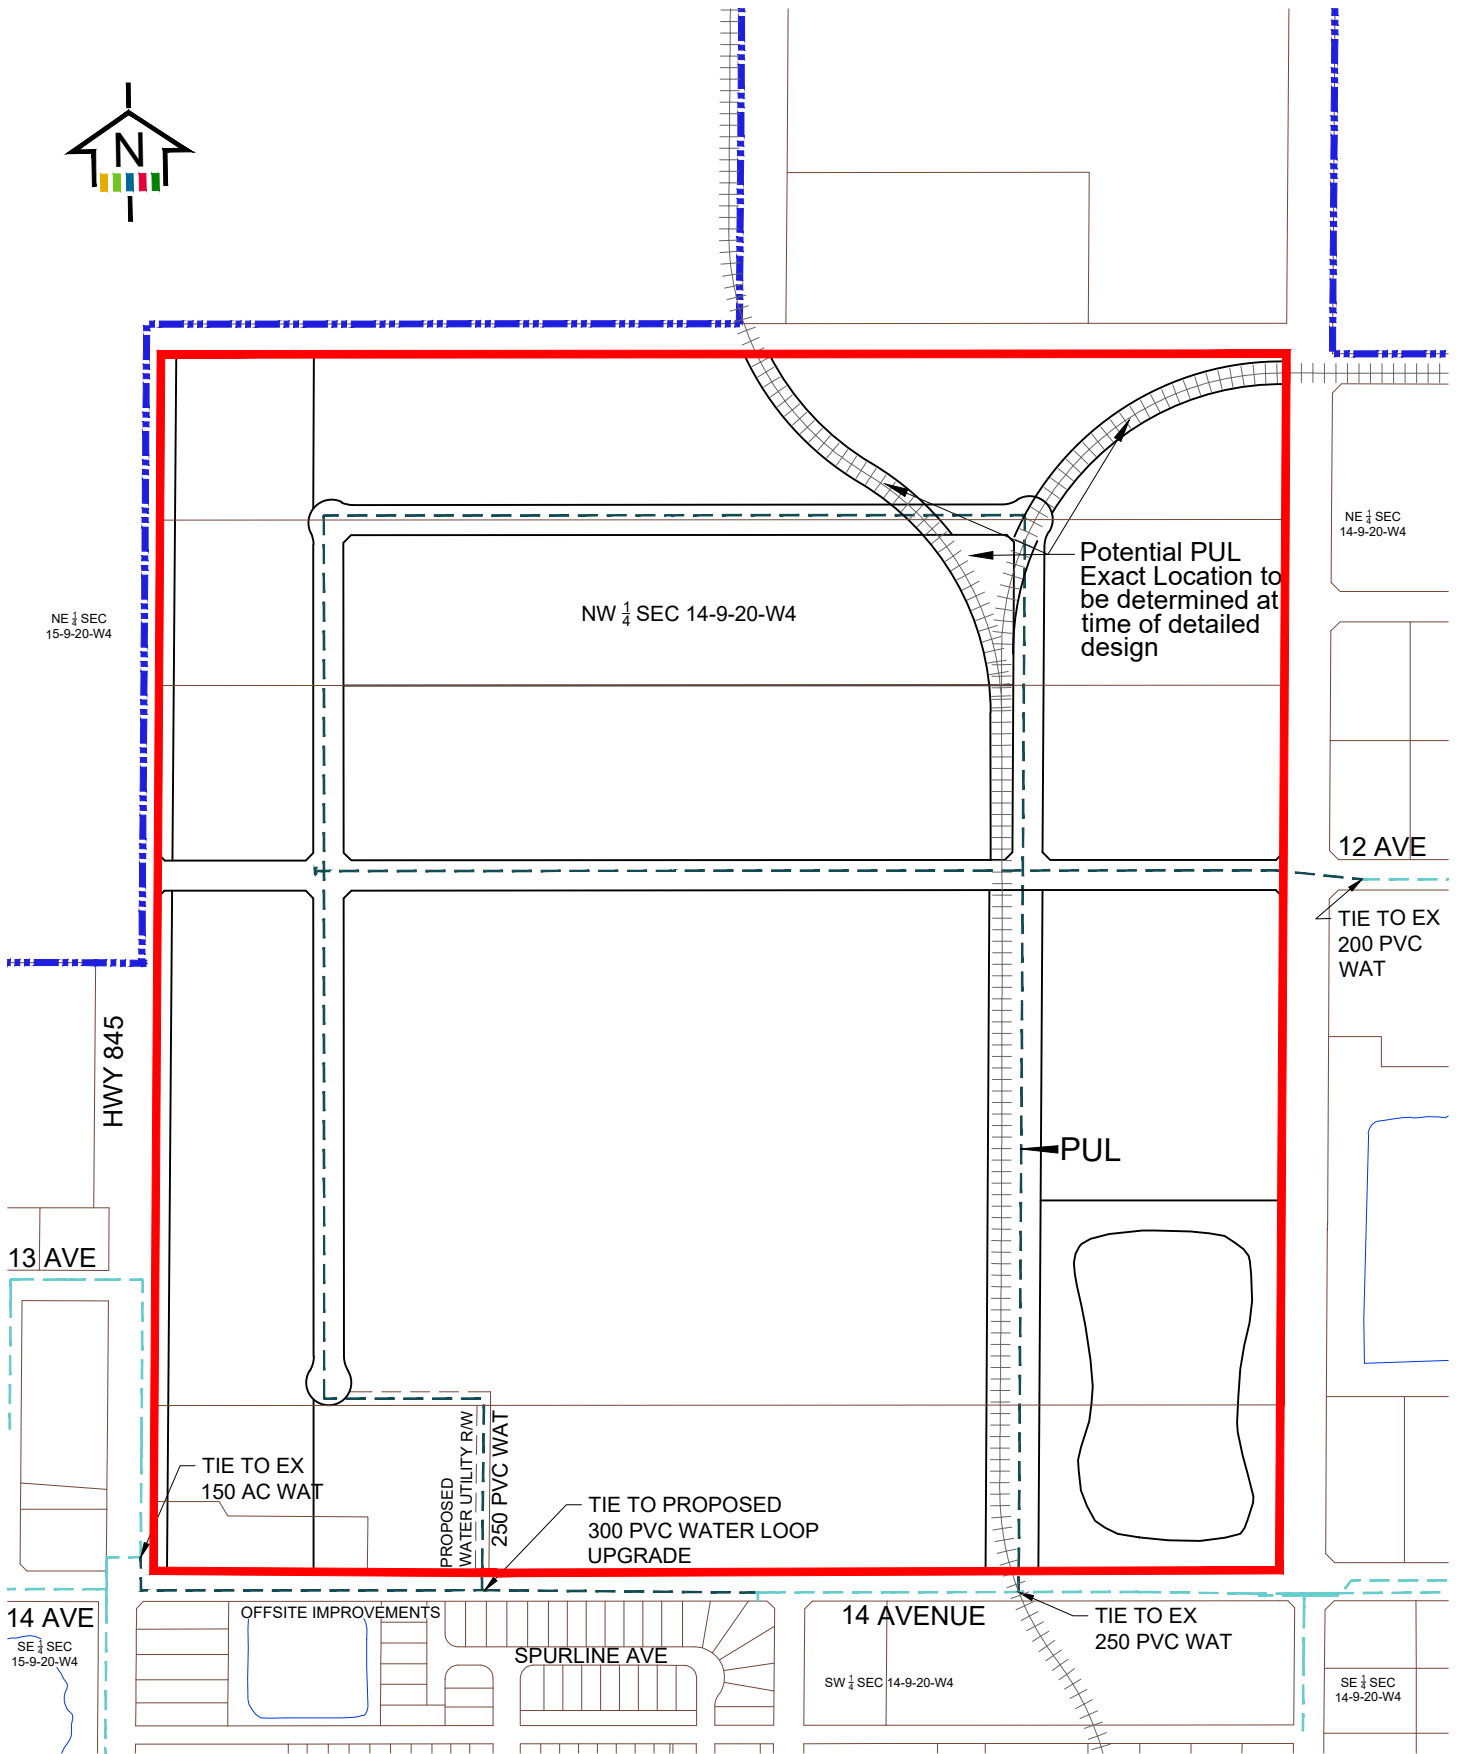 N
NE 1/4 SEC
14-9-20-W4
Potential PUL
Exact Location to
be determined at
time of detailed
design
NW 1/4 SEC 14-9-20-W4
NE 1/4 SEC
15-9-20-W4
12 AVE
TIE TO EX
200 PVC
WAT
HWY 845
PUL
13 AVE
TIE TO EX
150 AC WAT
PROPOSED
WATER UTILITY R/W
250 PVC WAT
TIE TO PROPOSED
300 PVC WATER LOOP
UPGRADE
14 AVE
SE 1/4 SEC
15-9-20-W4
OFFSITE IMPROVEMENTS
SPURLINE AVE
14 AVENUE
TIE TO EX
250 PVC WAT
SW 1/4 SEC 14-9-20-W4
SE 1/4 SEC
14-9-20-W4